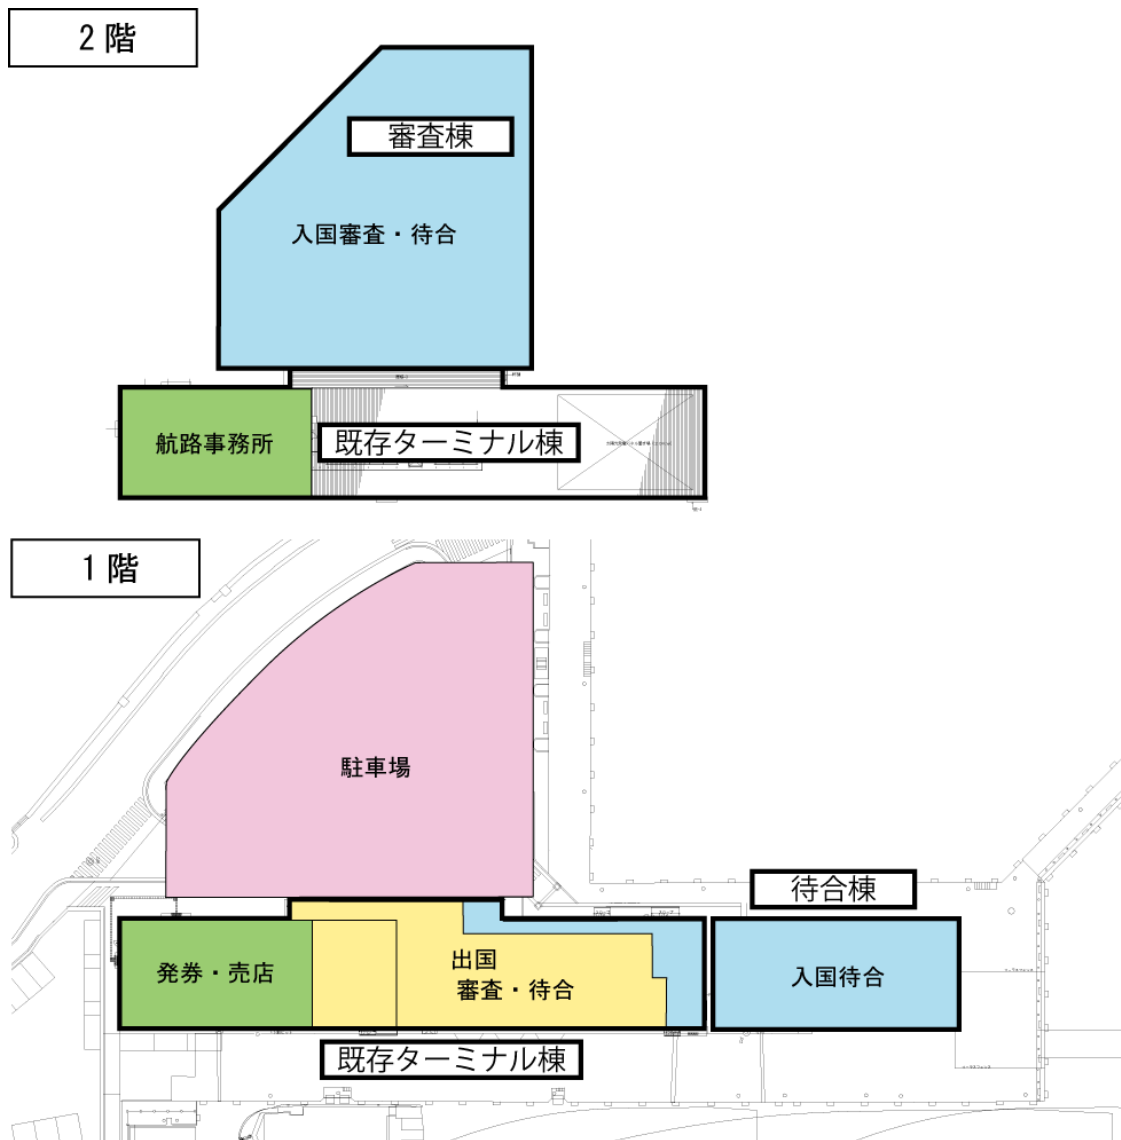 2階
審査棟
入国審査・待合
航路事務所
既存ターミナル棟
1階
駐車場
待合棟
発券・売店
出国
審査・待合
入国待合
既存ターミナル棟